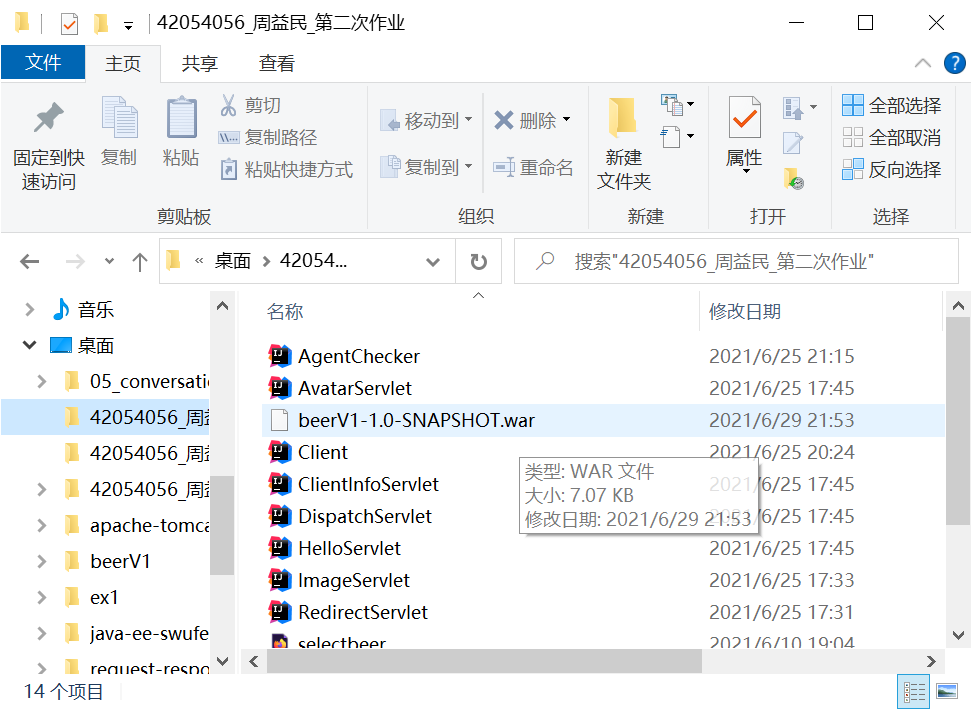 42054056_周益民_第二次作业
文件 主页 共享 查看
固定到快速访问
复制
粘贴
剪切
复制路径
粘贴快捷方式
剪贴板
移动到
复制到
删除
重命名
组织
新建
文件夹
新建
属性
打开
全部选择
全部取消
反向选择
选择
« 桌面 > 42054...
搜索"42054056_周益民_第二次作业"
音乐
桌面
05_conversatio
42054056_周益
42054056_周益
42054056_周益
apache-tomca
beerV1
ex1
java-ee-swufe
request-respo
名称 修改日期
AgentChecker 2021/6/25 21:15
AvatarServlet 2021/6/25 17:45
beerV1-1.0-SNAPSHOT.war 2021/6/29 21:53
Client 2021/6/25 20:24
ClientInfoServlet 2021/6/25 17:45
DispatchServlet 2021/6/25 17:45
HelloServlet 2021/6/25 17:45
ImageServlet 2021/6/25 17:33
RedirectServlet 2021/6/25 17:31
selectbeer 2021/6/10 19:04
类型: WAR 文件
大小: 7.07 KB
修改日期: 2021/6/29 21:53
14 个项目